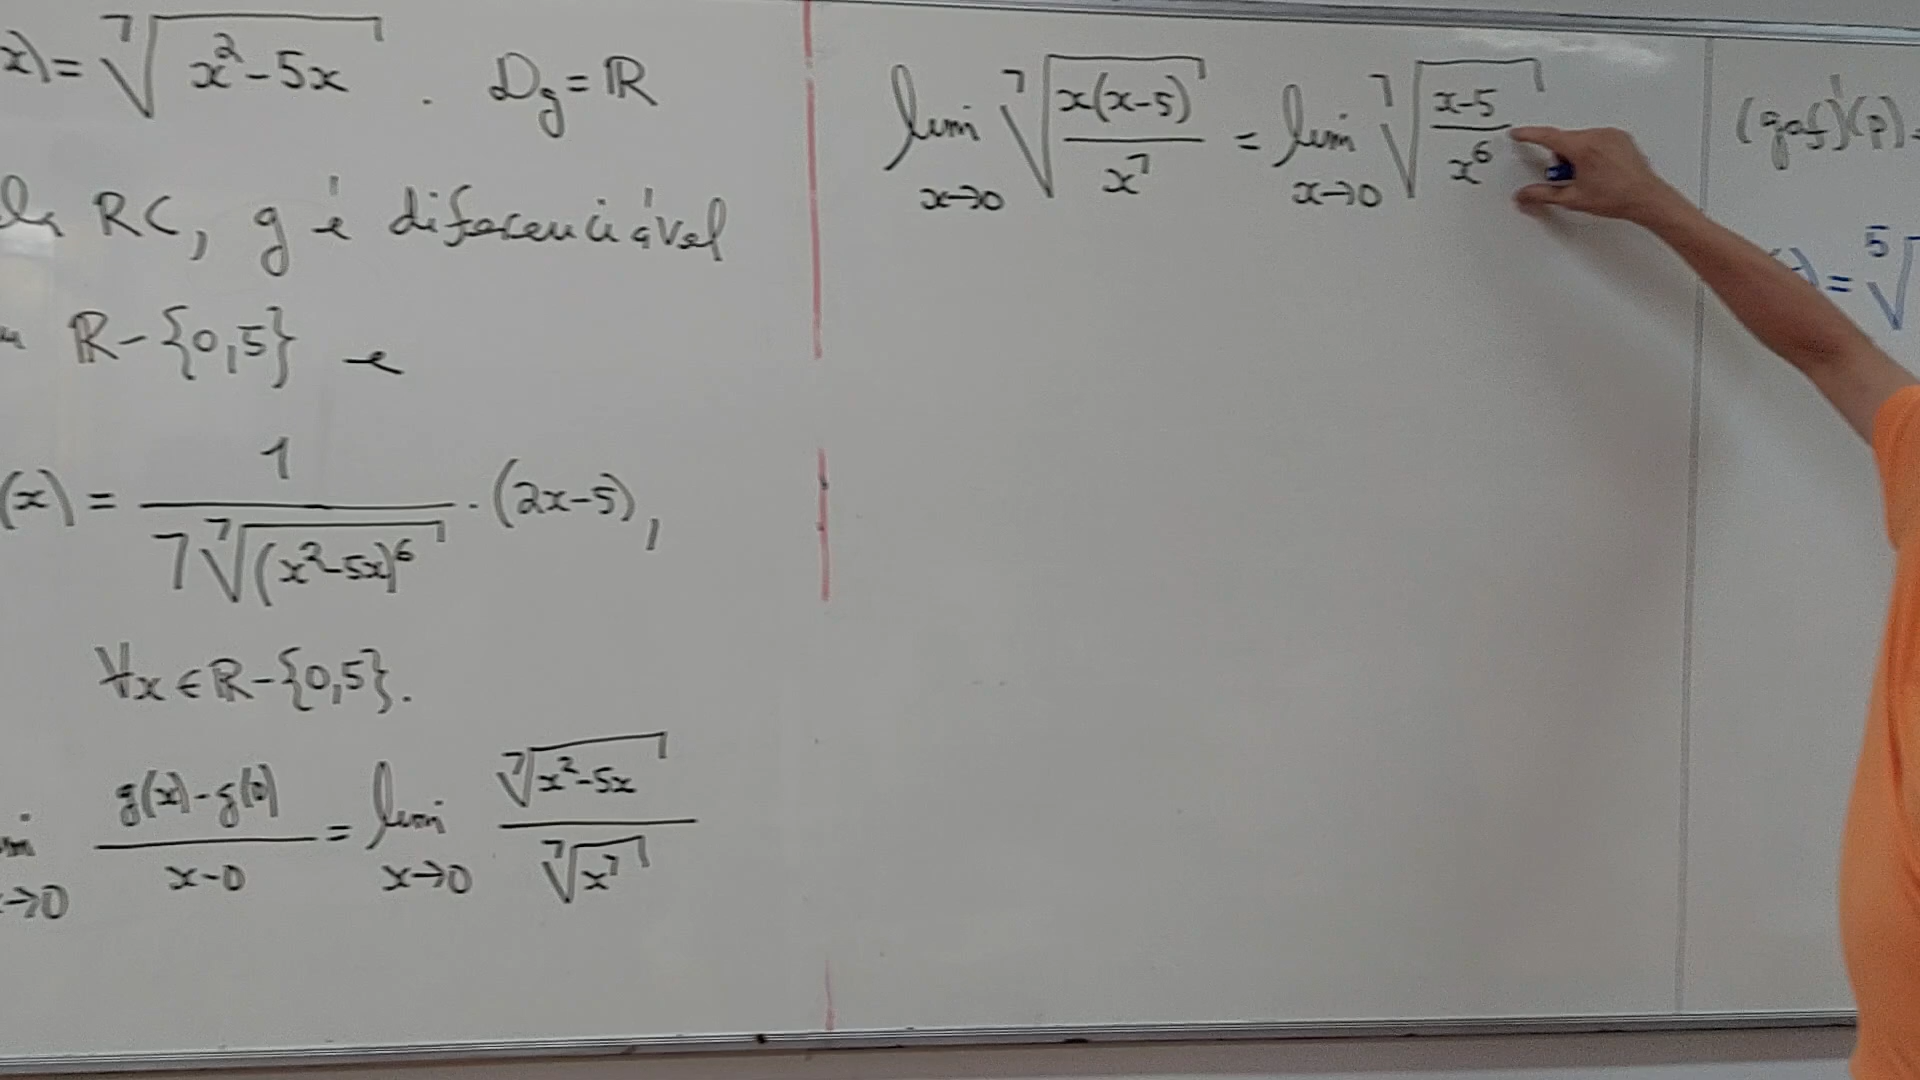 x) = ⁷√(x²-5x) . D_g = ℝ
RC, g é diferenciável
ℝ-{0,5} e
(x) = 1/(7 ⁷√((x²-5x)⁶)) · (2x-5),
∀x ∈ ℝ-{0,5}.
lim x→0 (g(x)-g(0))/(x-0) = lim x→0 ⁷√(x²-5x)/⁷√(x⁷)
lim x→0 ⁷√(x(x-5)/x⁷) = lim x→0 ⁷√((x-5)/x⁶)
(gof)'(p)
= ⁵√